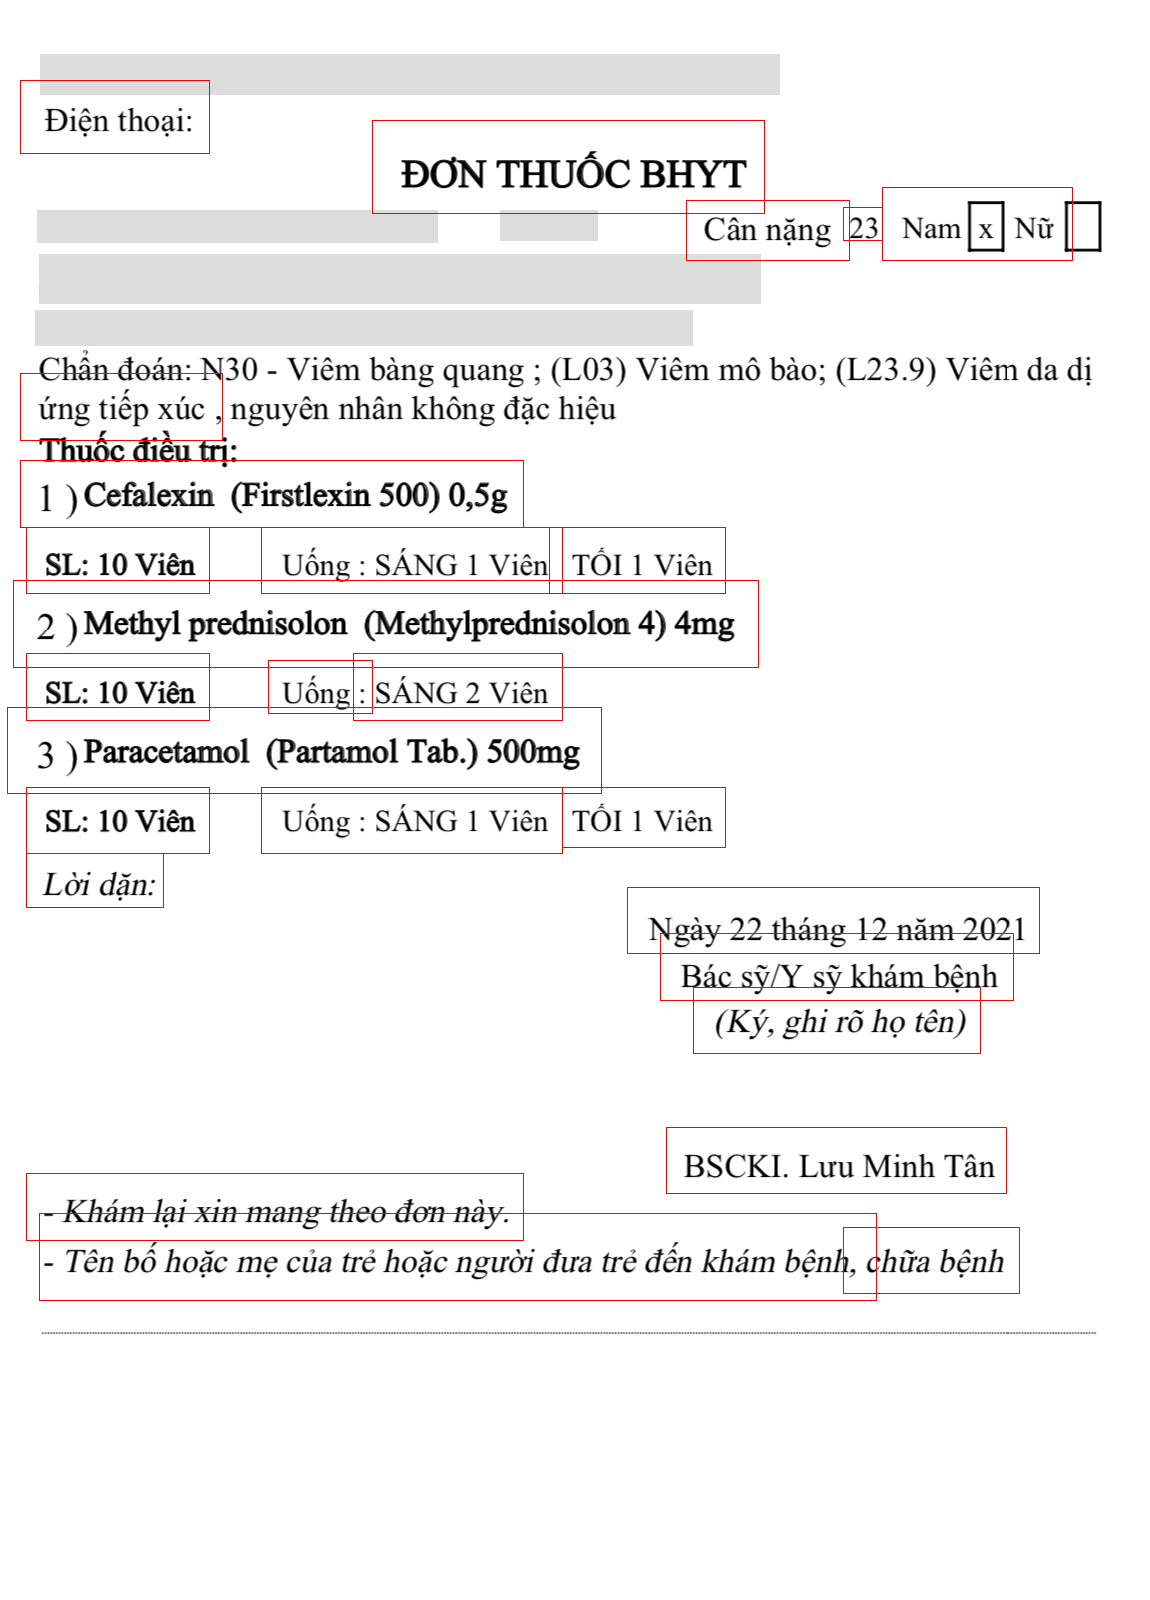 Điện thoại:
ĐƠN THUỐC BHYT
Cân nặng 23 Nam x Nữ
Chẩn đoán: N30 - Viêm bàng quang ; (L03) Viêm mô bào; (L23.9) Viêm da dị
ứng tiếp xúc , nguyên nhân không đặc hiệu
Thuốc điều trị:
1 ) Cefalexin (Firstlexin 500) 0,5g
SL: 10 Viên Uống : SÁNG 1 Viên TỐI 1 Viên
2 ) Methyl prednisolon (Methylprednisolon 4) 4mg
SL: 10 Viên Uống : SÁNG 2 Viên
3 ) Paracetamol (Partamol Tab.) 500mg
SL: 10 Viên Uống : SÁNG 1 Viên TỐI 1 Viên
Lời dặn:
Ngày 22 tháng 12 năm 2021
Bác sỹ/Y sỹ khám bệnh
(Ký, ghi rõ họ tên)
BSCKI. Lưu Minh Tân
- Khám lại xin mang theo đơn này.
- Tên bố hoặc mẹ của trẻ hoặc người đưa trẻ đến khám bệnh, chữa bệnh